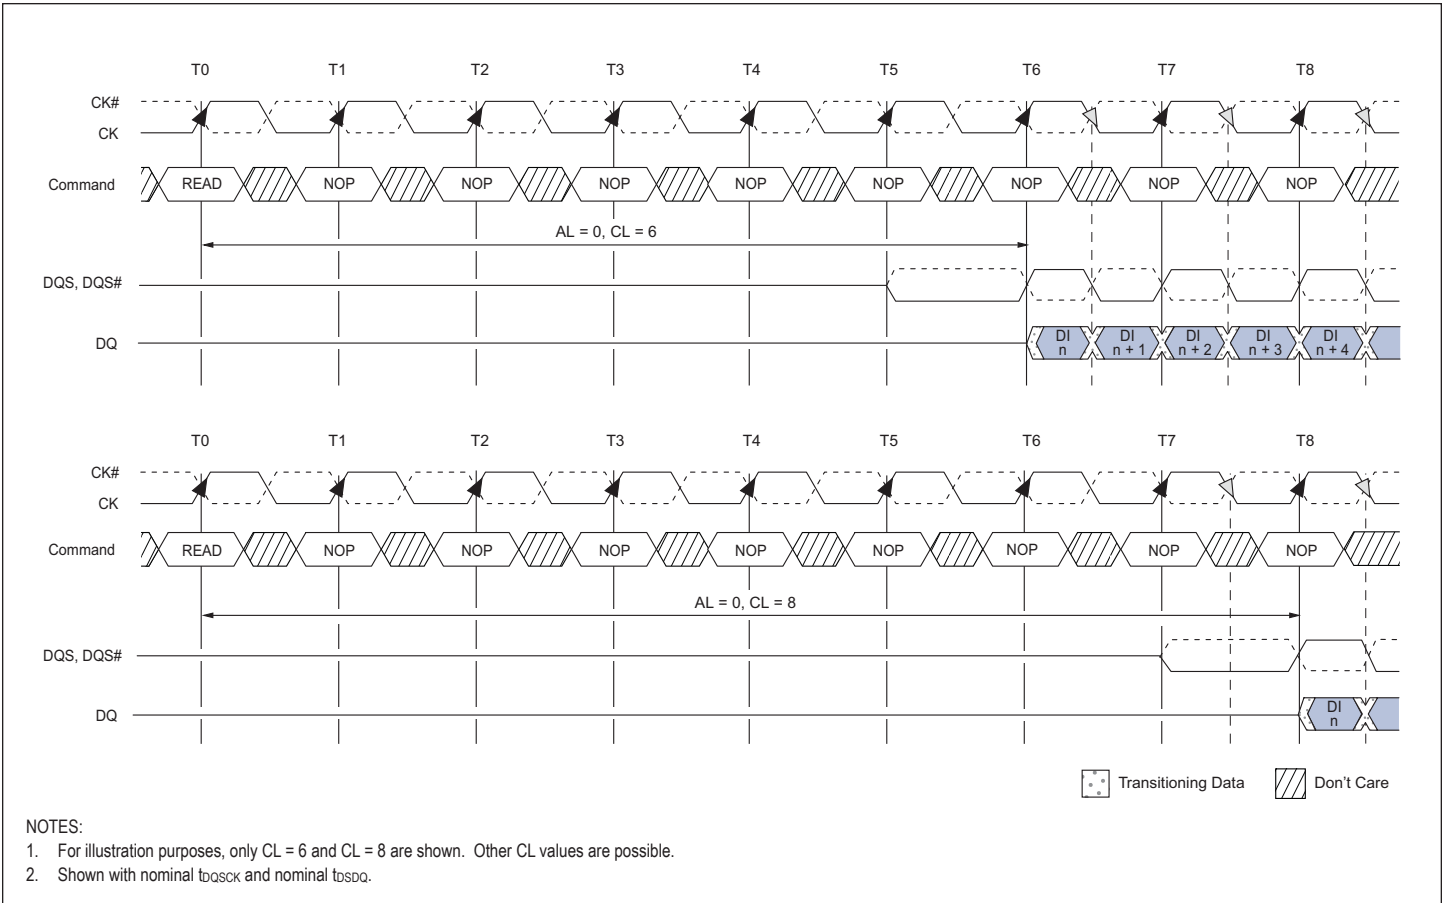 T0 T1 T2 T3 T4 T5 T6 T7 T8
CK#
CK
Command READ NOP NOP NOP NOP NOP NOP NOP NOP
AL = 0, CL = 6
DQS, DQS#
DQ DI n DI n + 1 DI n + 2 DI n + 3 DI n + 4
T0 T1 T2 T3 T4 T5 T6 T7 T8
CK#
CK
Command READ NOP NOP NOP NOP NOP NOP NOP NOP
AL = 0, CL = 8
DQS, DQS#
DQ DI n
Transitioning Data Don't Care
NOTES:
1. For illustration purposes, only CL = 6 and CL = 8 are shown. Other CL values are possible.
2. Shown with nominal tDQSCK and nominal tDSDQ.